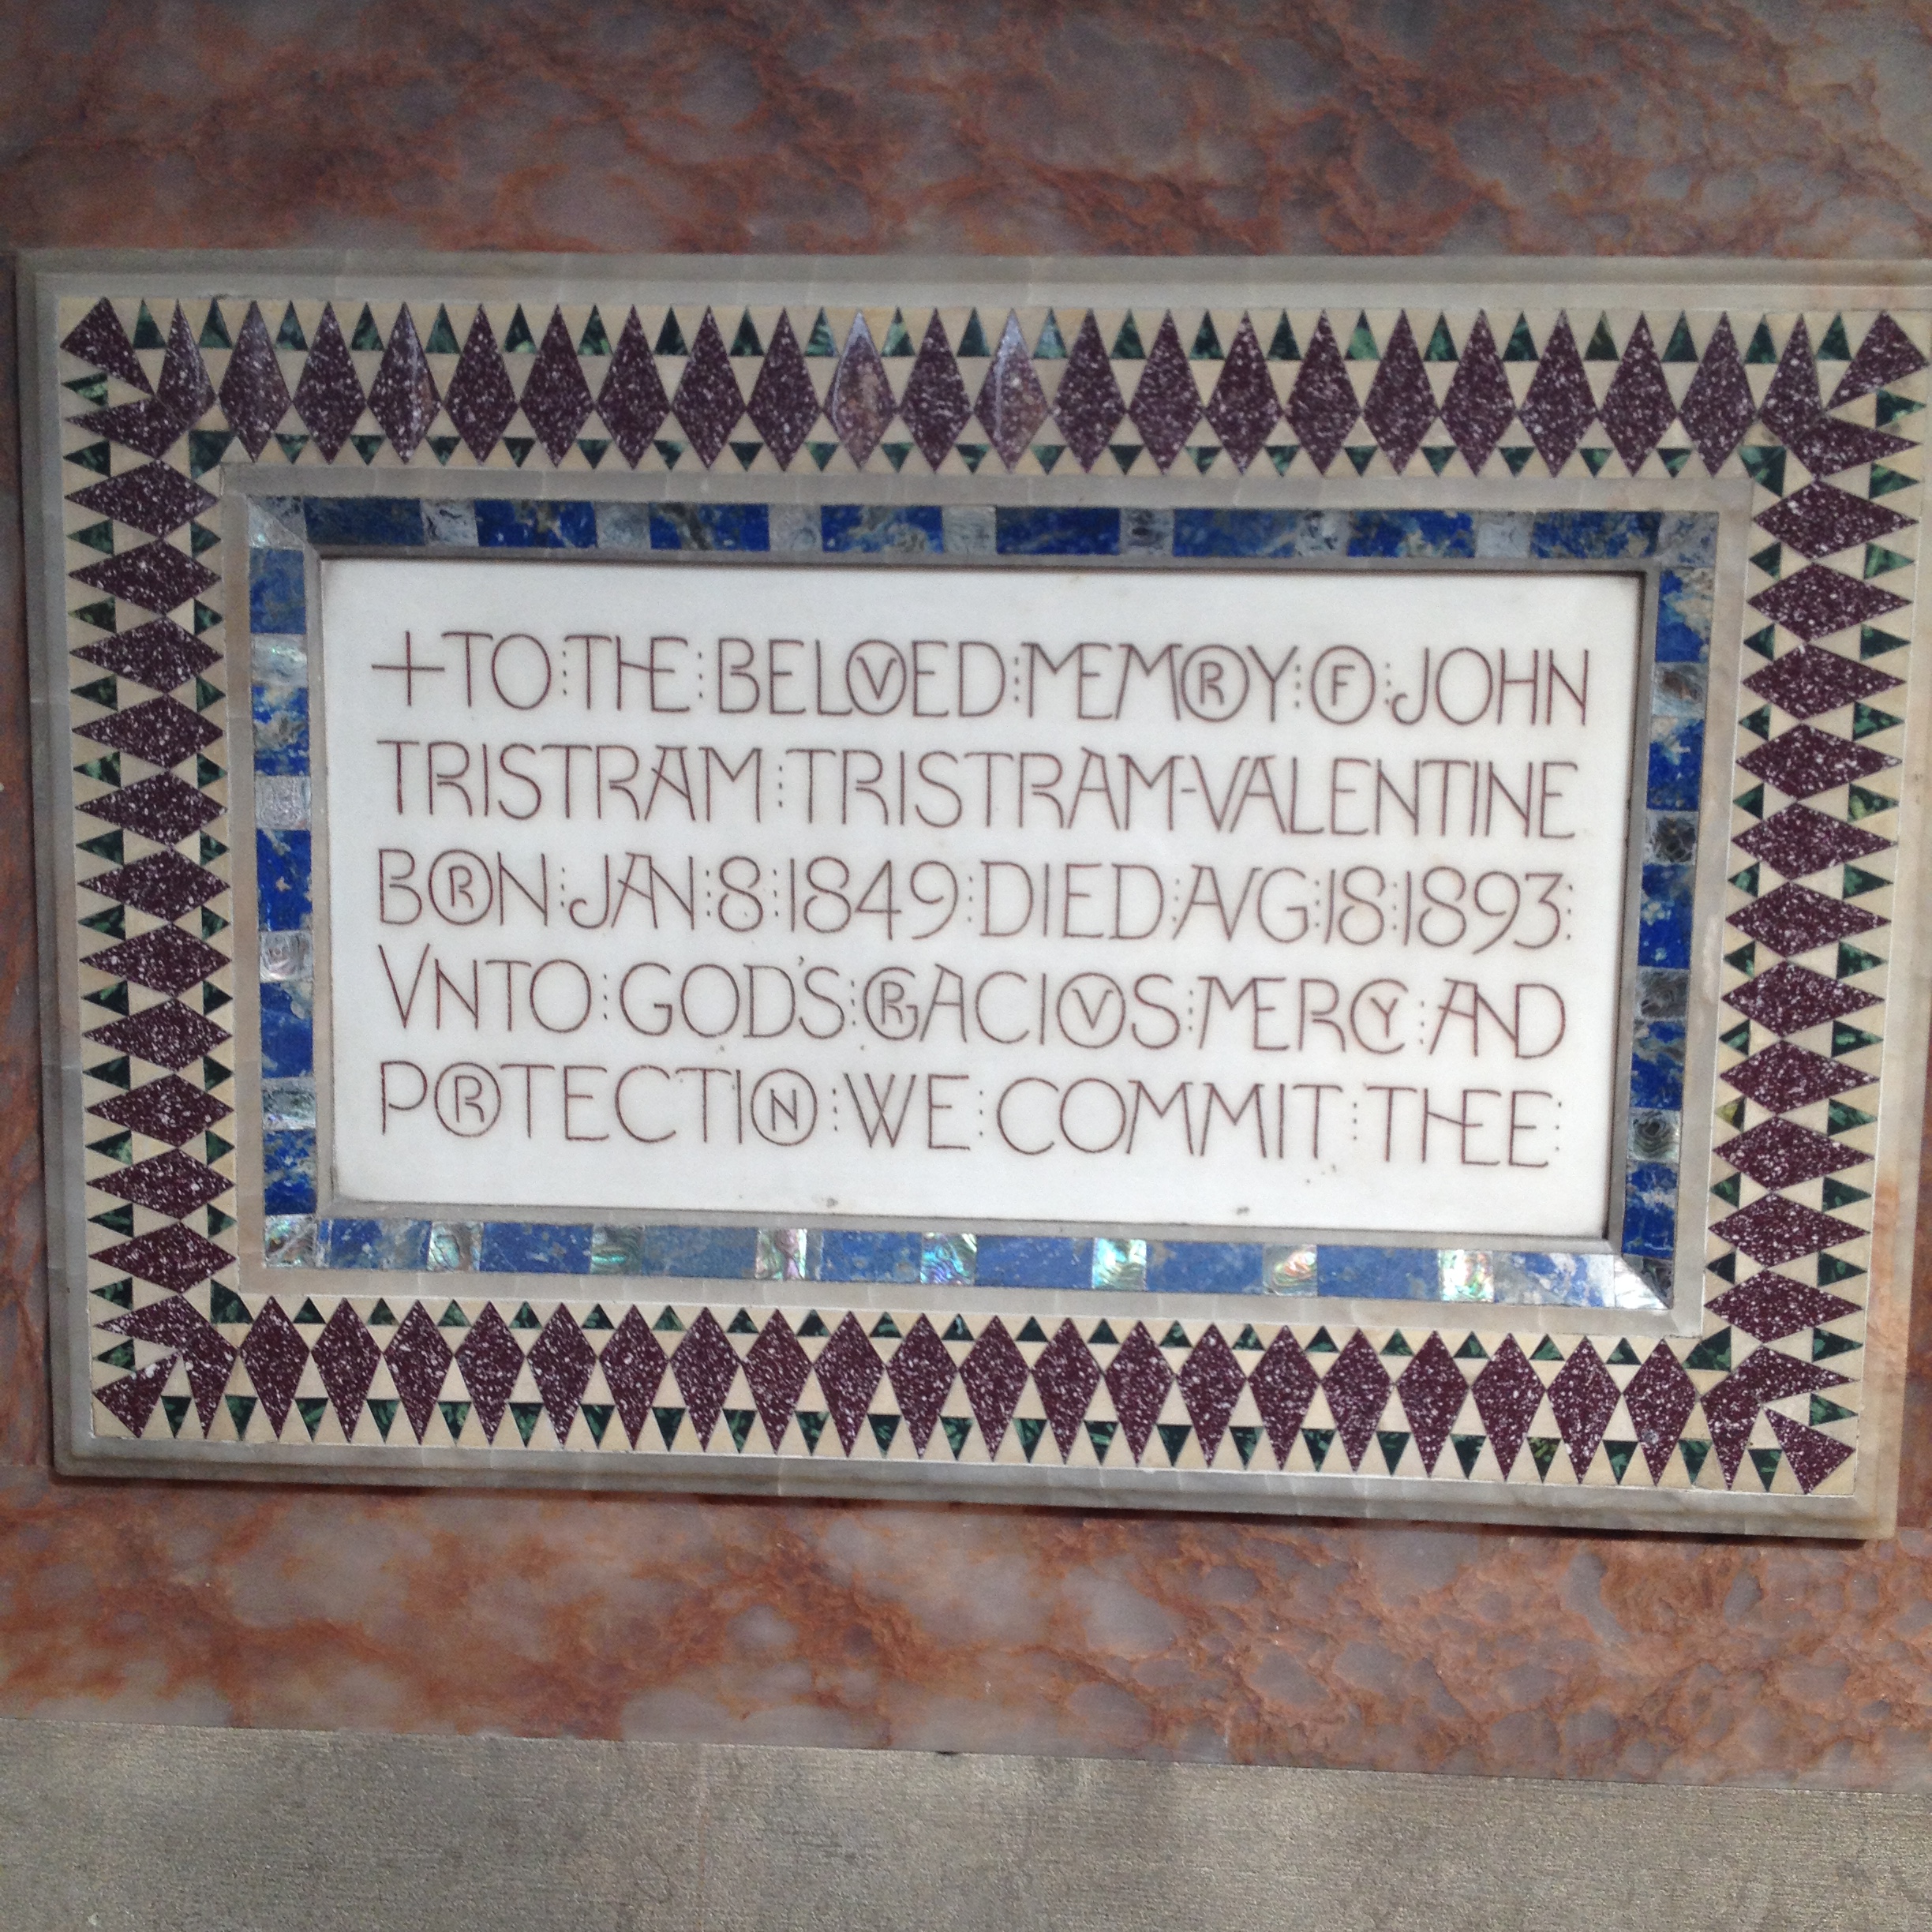 +TO⋮THE⋮BELOVED⋮MEMORY⋮OF⋮JOHN
TRISTRAM⋮TRISTRAM-VALENTINE
BORN⋮JAN⋮8⋮1849⋮DIED⋮AVG⋮18⋮1893⋮
VNTO⋮GOD'S⋮GRACIOVS⋮MERCY⋮AND
PROTECTION⋮WE⋮COMMIT⋮THEE⋮